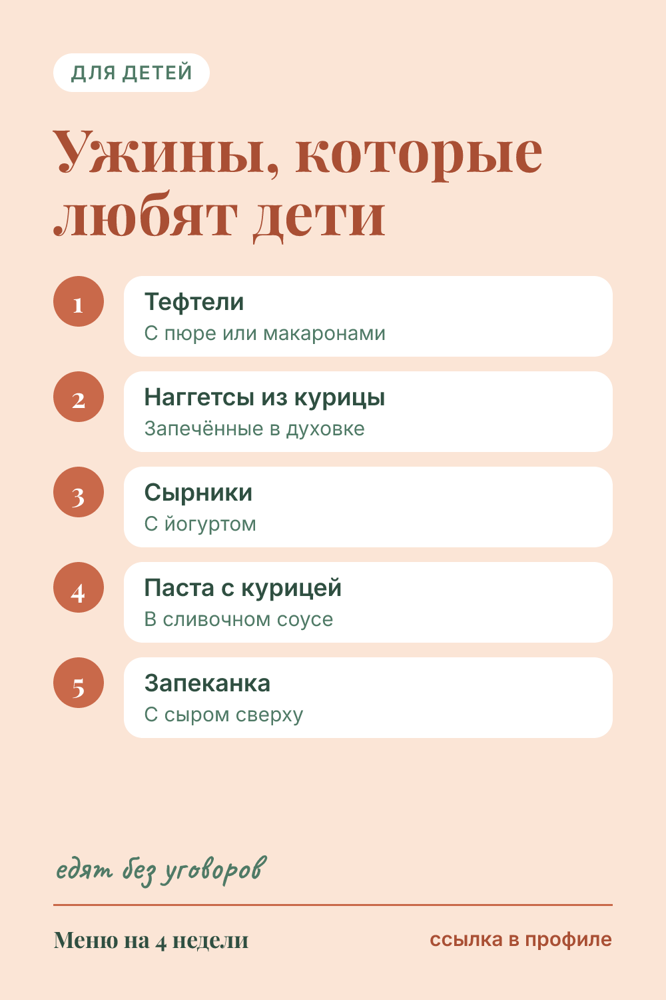 ДЛЯ ДЕТЕЙ
Ужины, которые
любят дети
1
Тефтели
С пюре или макаронами
2
Наггетсы из курицы
Запечённые в духовке
3
Сырники
С йогуртом
4
Паста с курицей
В сливочном соусе
5
Запеканка
С сыром сверху
едят без уговоров
Меню на 4 недели
ссылка в профиле